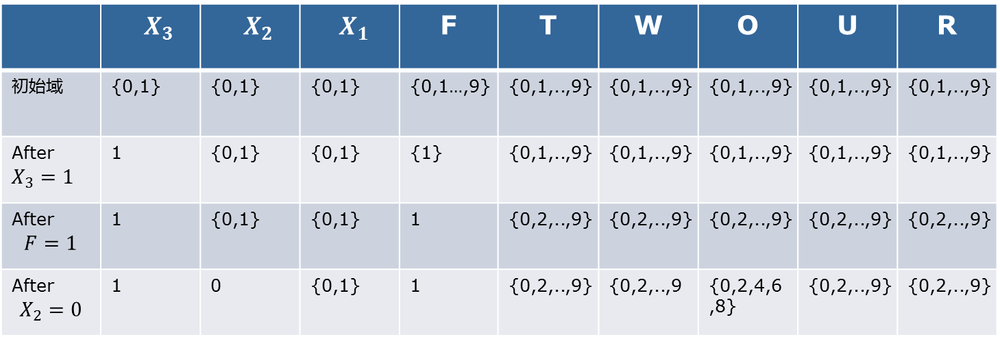 X₃ X₂ X₁ F T W O U R
初始域 {0,1} {0,1} {0,1} {0,1…,9} {0,1,..,9} {0,1,..,9} {0,1,..,9} {0,1,..,9} {0,1,..,9}
After 1 {0,1} {0,1} {1} {0,1,..,9} {0,1,..,9} {0,1,..,9} {0,1,..,9} {0,1,..,9}
X₃ = 1
After 1 {0,1} {0,1} 1 {0,2,..,9} {0,2,..,9} {0,2,..,9} {0,2,..,9} {0,2,..,9}
F = 1
After 1 0 {0,1} 1 {0,2,..,9} {0,2,..,9 {0,2,4,6 {0,2,..,9} {0,2,..,9}
X₂ = 0 ,8}